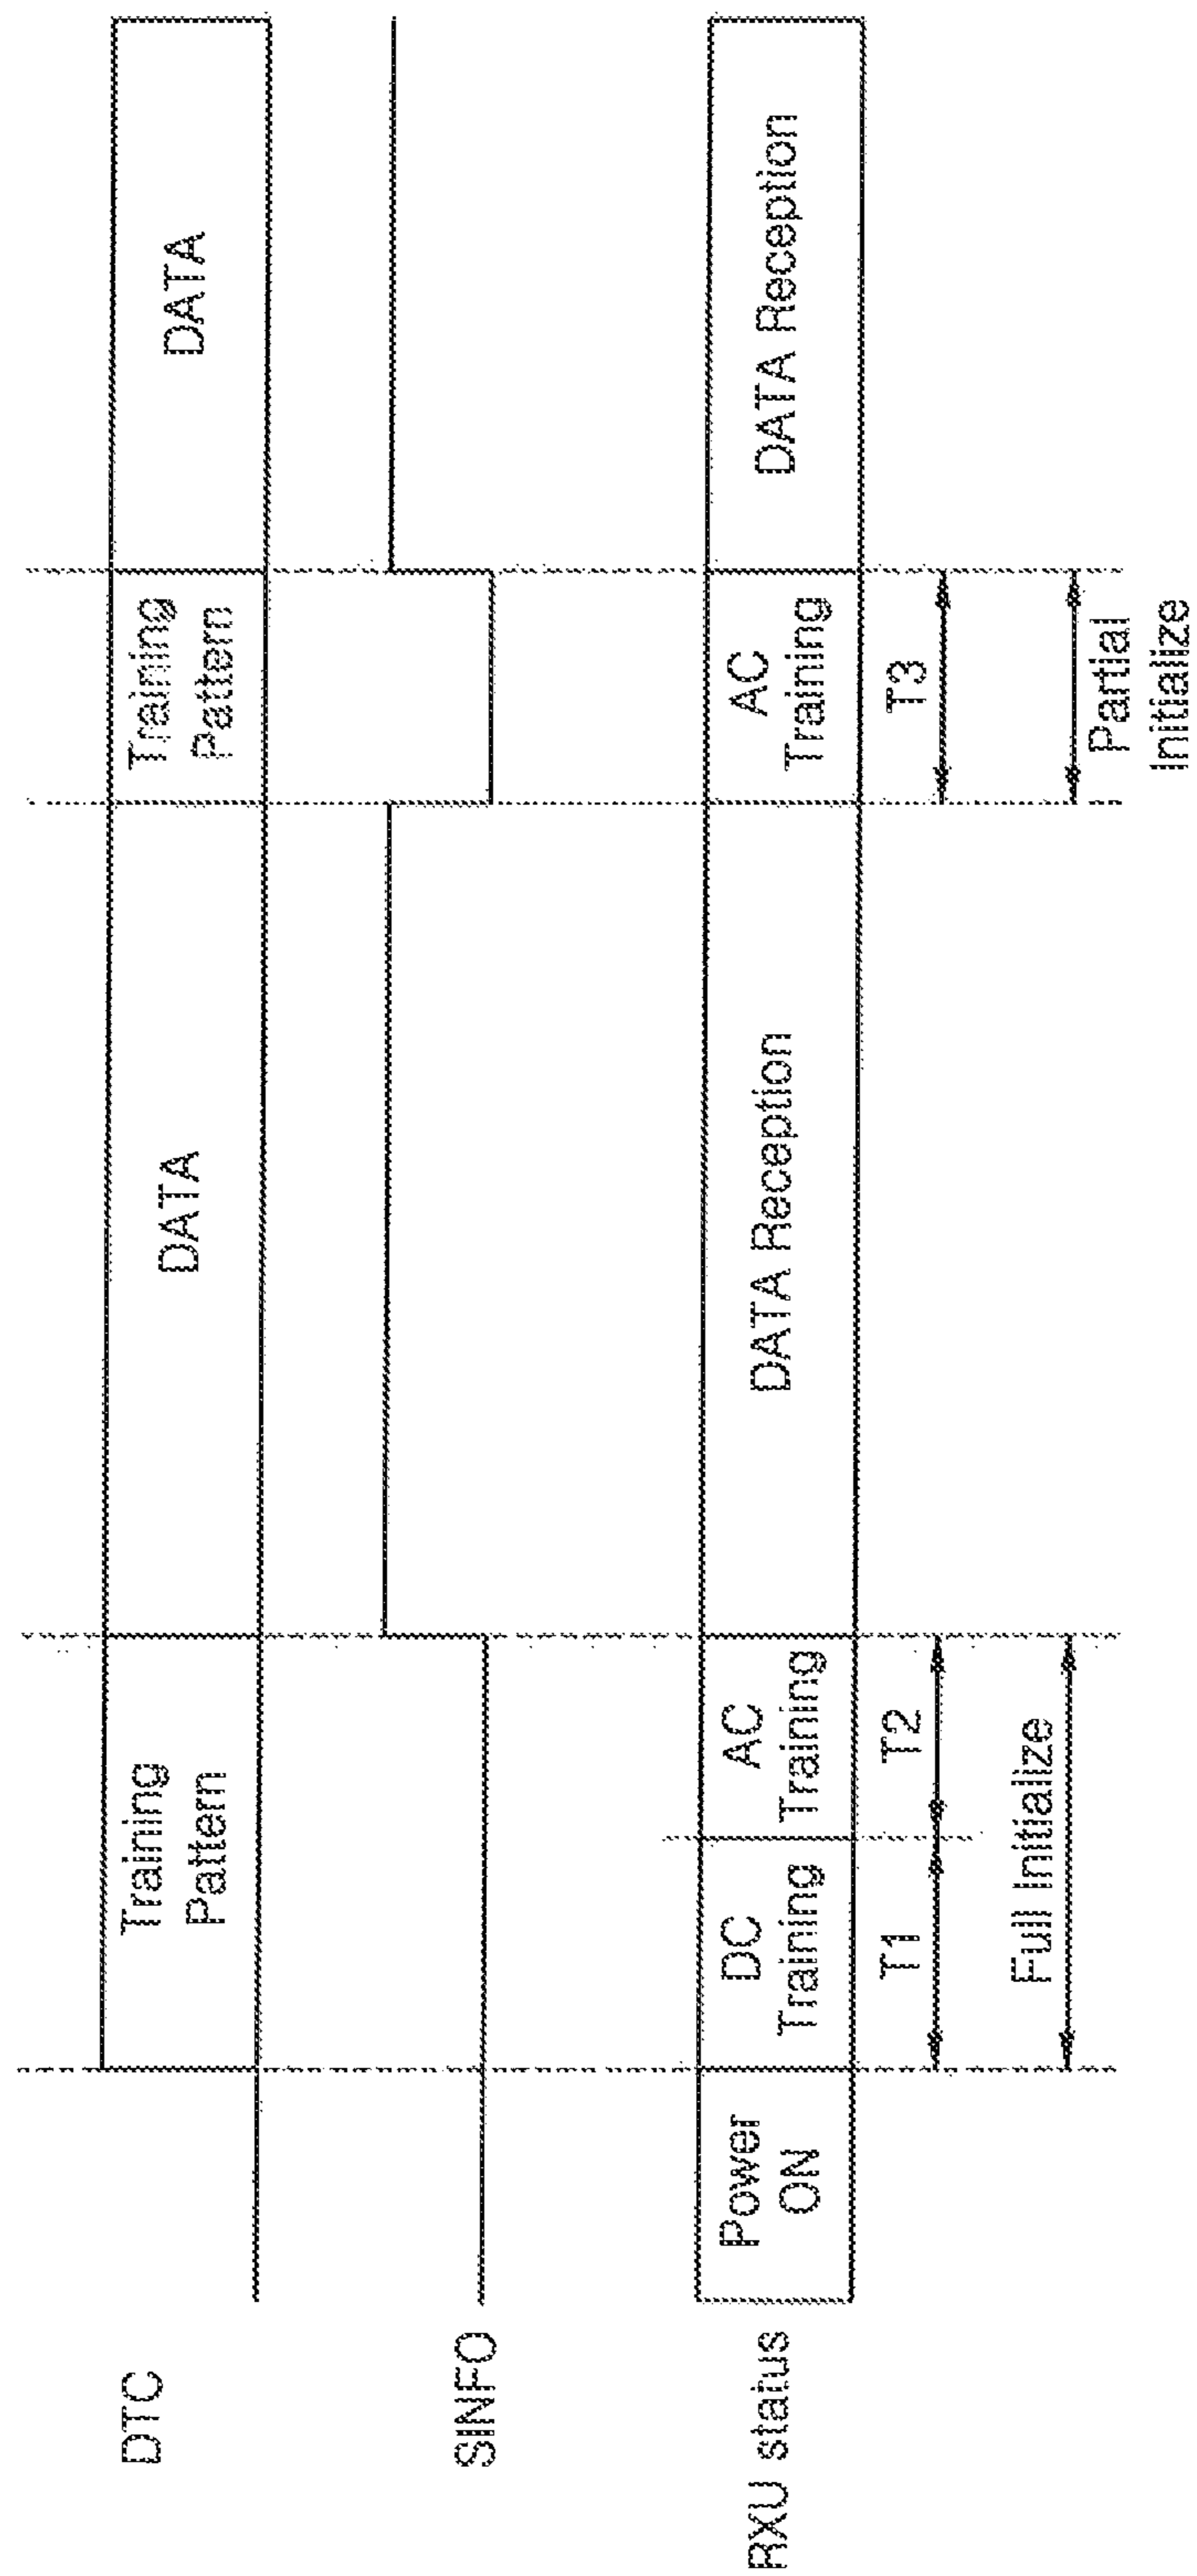 DTC
Training
Pattern
DATA
Training
Pattern
DATA
SINFO
RXU status
Power
ON
DC
Training
AC
Training
DATA Reception
AC
Training
DATA Reception
T1
T2
T3
Full Initialize
Partial
Initialize